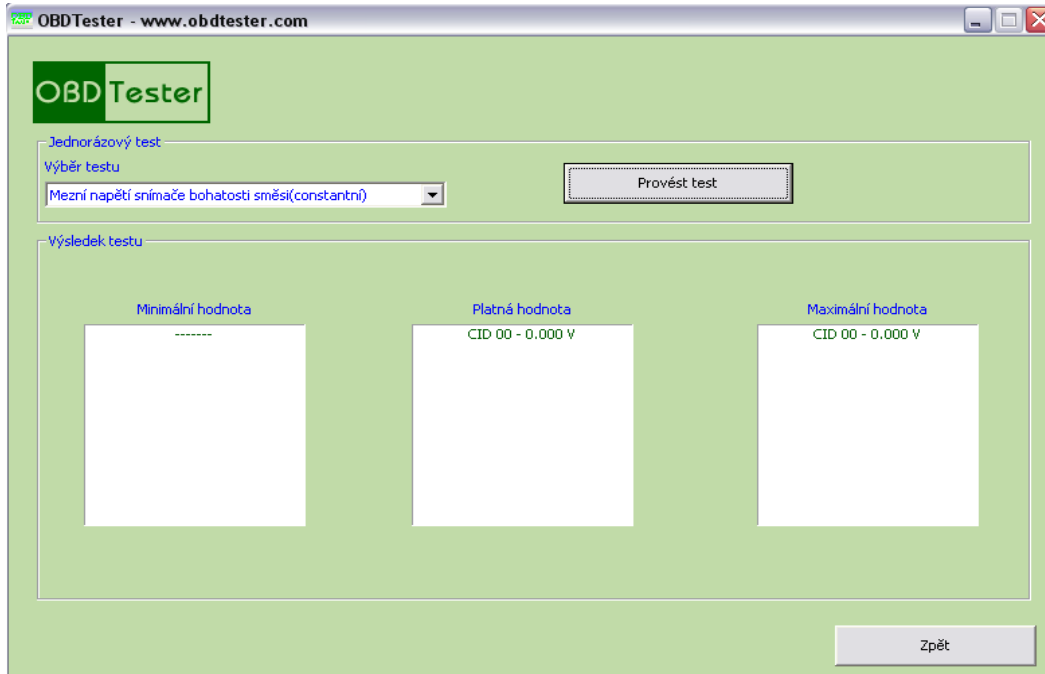 OBDTester - www.obdtester.com
OBD Tester
Jednorázový test
Výběr testu
Mezní napětí snímače bohatosti směsi(constantní)
Provést test
Výsledek testu
Minimální hodnota
Platná hodnota
Maximální hodnota
-------
CID 00 - 0.000 V
CID 00 - 0.000 V
Zpět